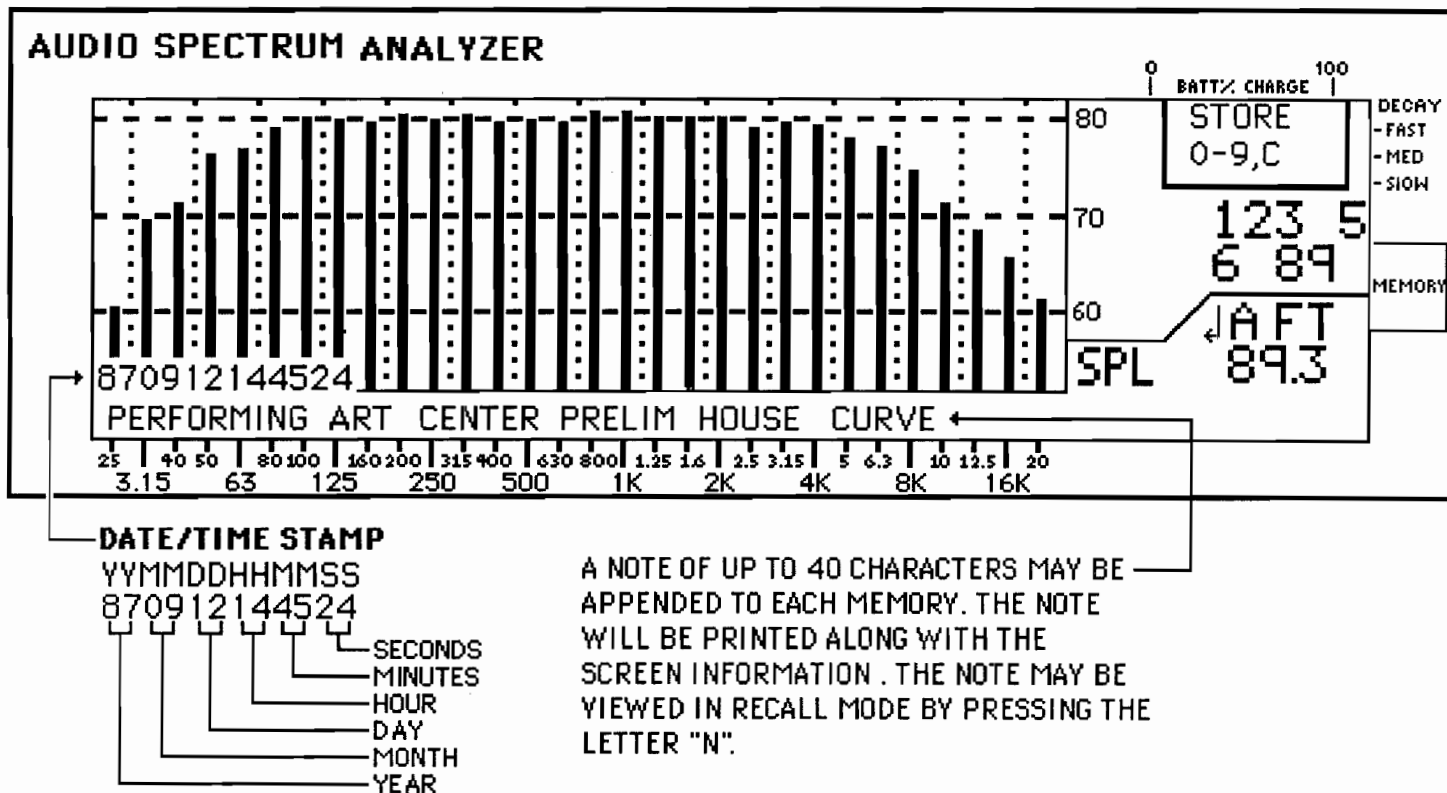 AUDIO SPECTRUM ANALYZER
0 100
BATT% CHARGE
STORE
0-9,C
DECAY
-FAST
-MED
-SlOW
80
70
60
123 5
6 89
MEMORY
↲A FT
SPL 89.3
870912144524
PERFORMING ART CENTER PRELIM HOUSE CURVE
25 40 50 80 100 160 200 315 400 630 800 1.25 1.6 2.5 3.15 5 6.3 10 12.5 20
3.15 63 125 250 500 1K 2K 4K 8K 16K
DATE/TIME STAMP
YYMMDDHHMMSS
870912144524
SECONDS
MINUTES
HOUR
DAY
MONTH
YEAR
A NOTE OF UP TO 40 CHARACTERS MAY BE
APPENDED TO EACH MEMORY. THE NOTE
WILL BE PRINTED ALONG WITH THE
SCREEN INFORMATION . THE NOTE MAY BE
VIEWED IN RECALL MODE BY PRESSING THE
LETTER "N".